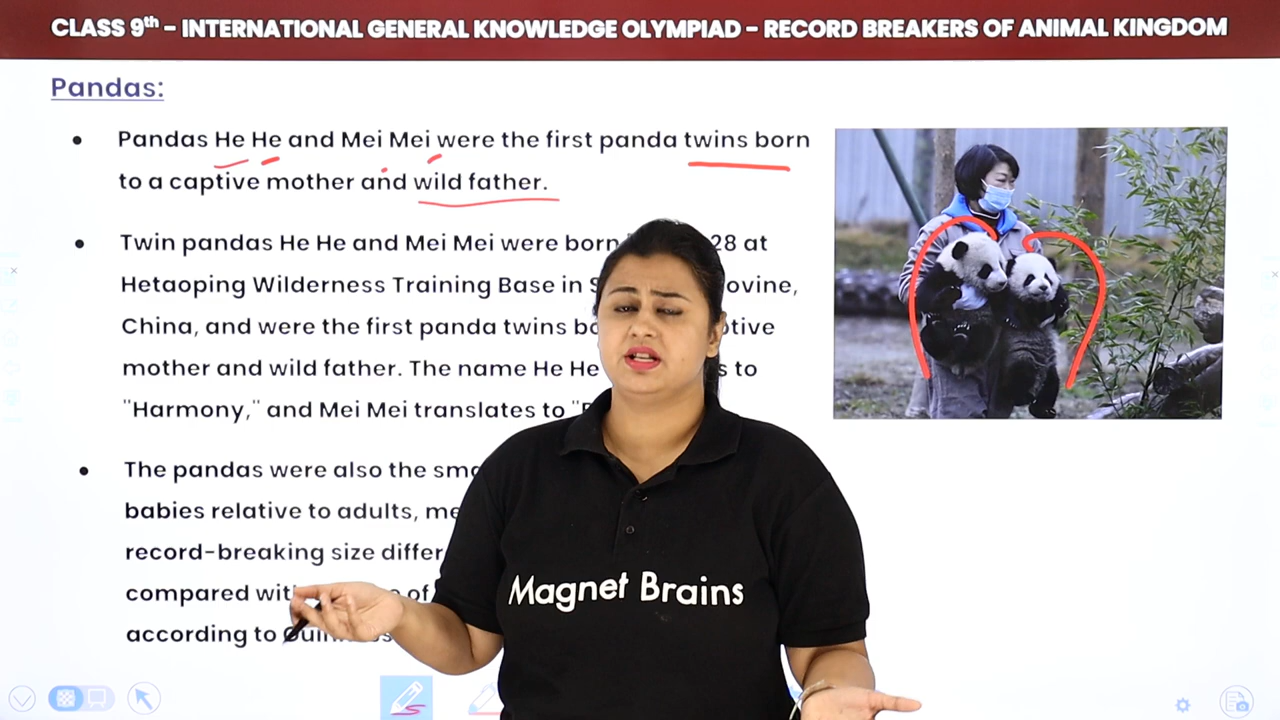 CLASS 9th - INTERNATIONAL GENERAL KNOWLEDGE OLYMPIAD - RECORD BREAKERS OF ANIMAL KINGDOM
Pandas:
• Pandas He He and Mei Mei were the first panda twins born
to a captive mother and wild father.
• Twin pandas He He and Mei Mei were born 28 at
Hetaoping Wilderness Training Base in
China, and were the first panda twins
mother and wild father. The name He He to
"Harmony," and Mei Mei translates to
• The pandas were also the
babies relative to adults,
record-breaking size
compared of
according to
Magnet Brains